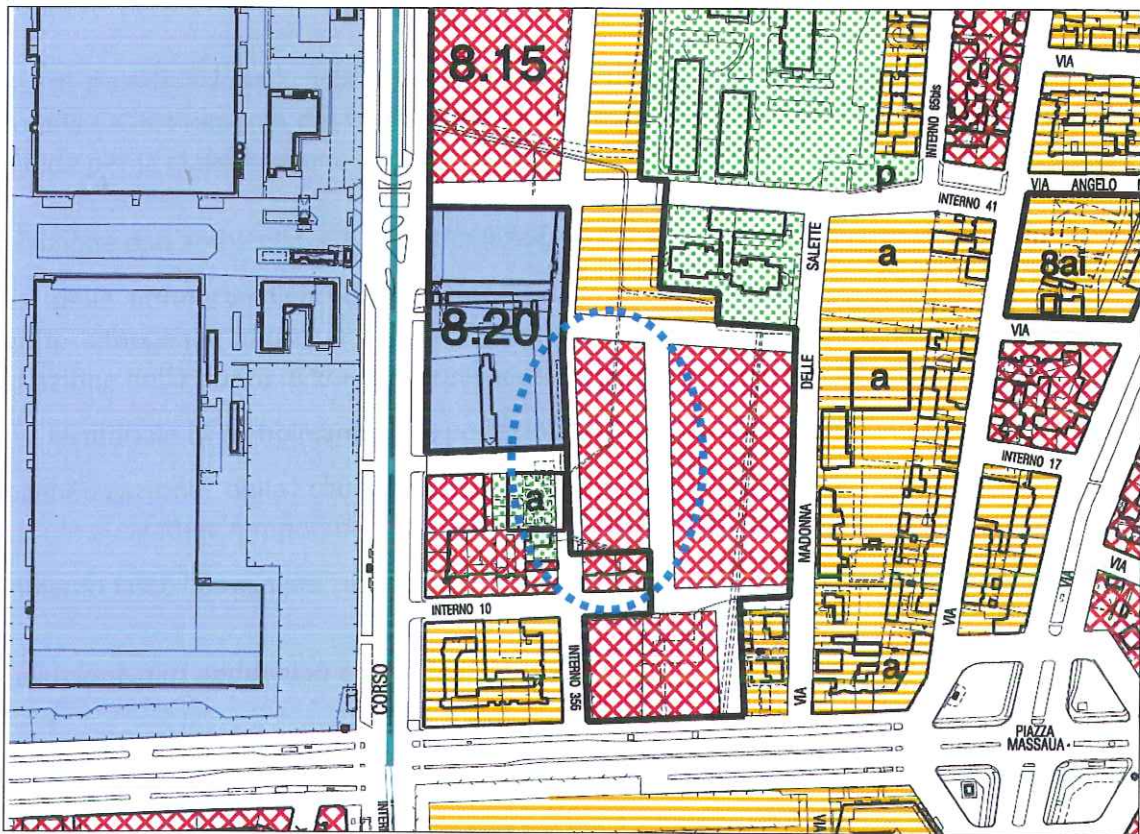 8.15
VIA
INTERNO 65bis
p
VIA ANGELO
INTERNO 41
SALETTE
a
8ai
8.20
VIA
DELLE
a
INTERNO 17
a
MADONNA
VIA
VIA
INTERNO 10
a
CORSO
INTERNO 356
VIA
PIAZZA
MASSAUA
VIA